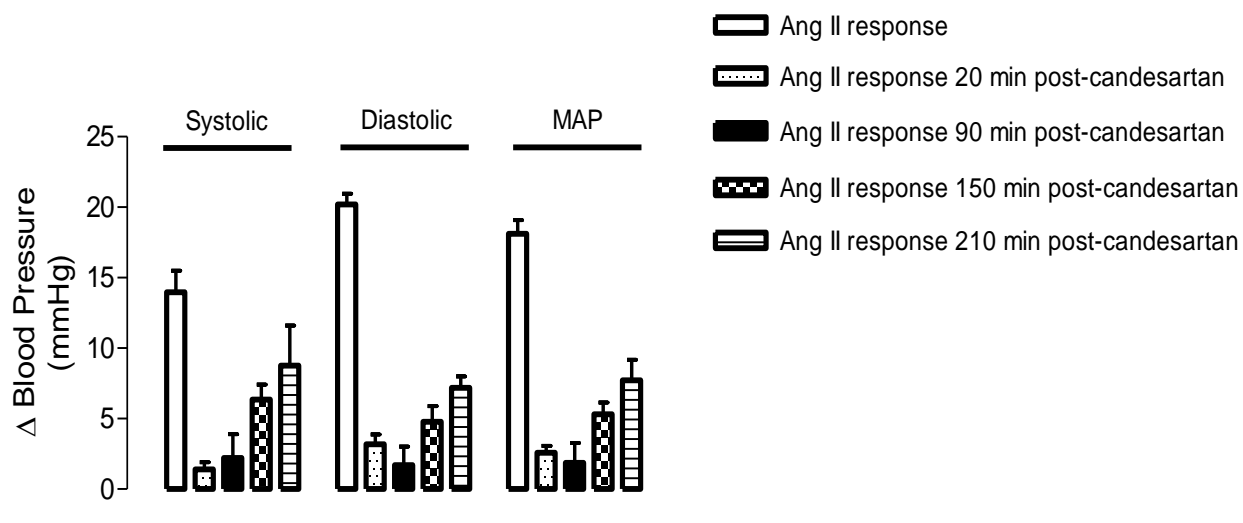 Ang II response
Ang II response 20 min post-candesartan
Ang II response 90 min post-candesartan
Ang II response 150 min post-candesartan
Ang II response 210 min post-candesartan
Systolic
Diastolic
MAP
Δ Blood Pressure
(mmHg)
25
20
15
10
5
0